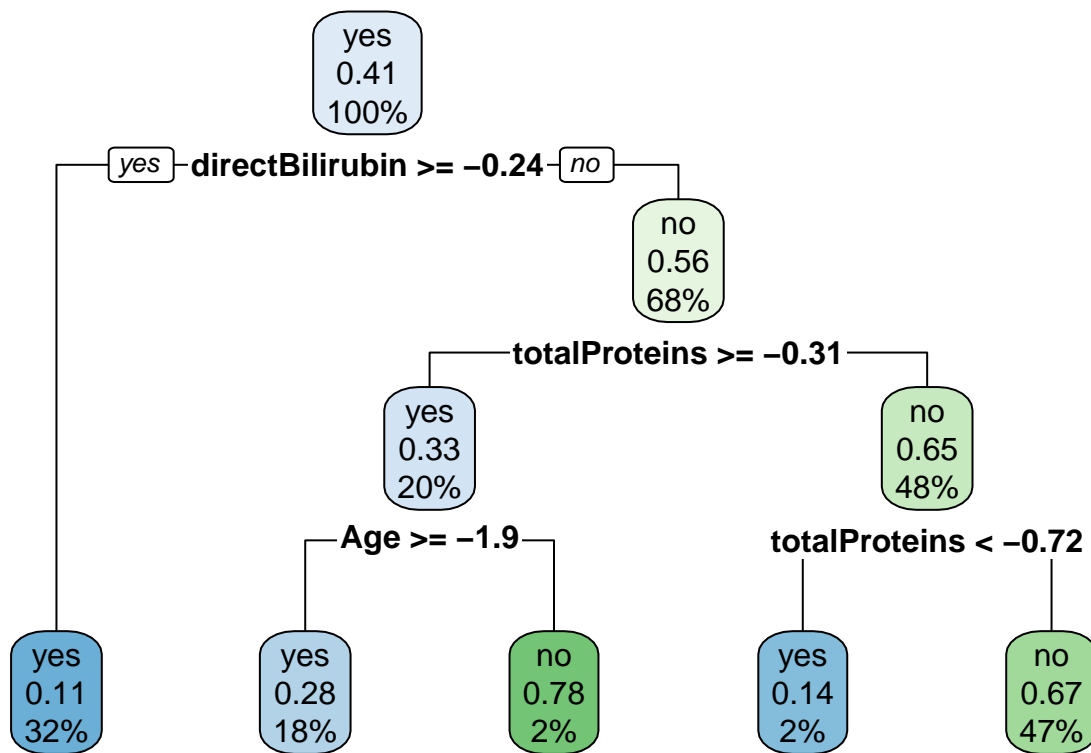 yes
0.41
100%
yes directBilirubin >= −0.24 no
no
0.56
68%
totalProteins >= −0.31
yes
0.33
20%
no
0.65
48%
Age >= −1.9
totalProteins < −0.72
yes
0.11
32%
yes
0.28
18%
no
0.78
2%
yes
0.14
2%
no
0.67
47%